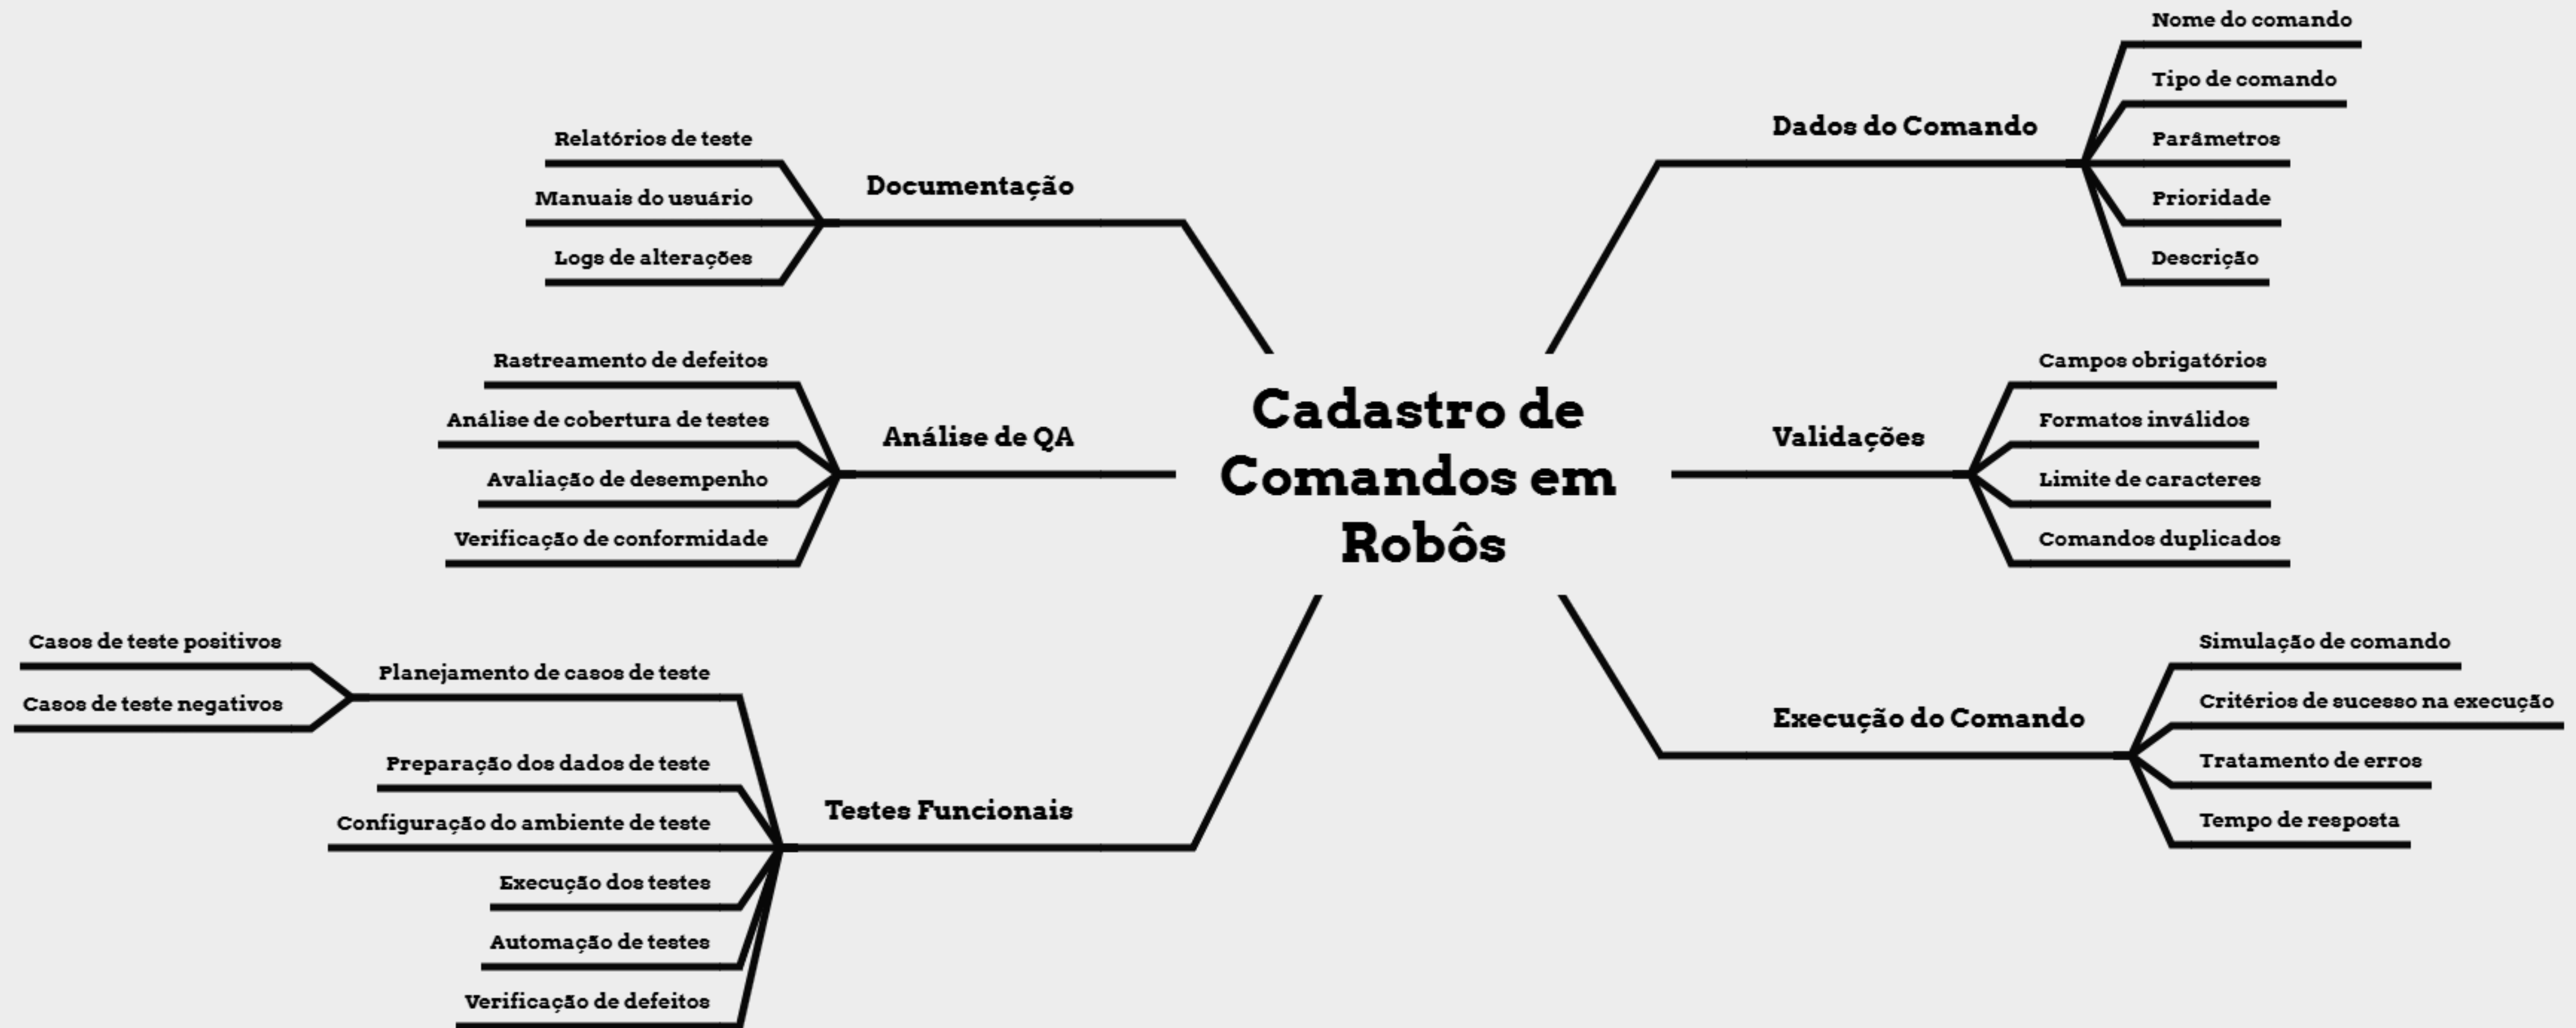 Cadastro de
Comandos em
Robôs
Dados do Comando
Nome do comando
Tipo de comando
Parâmetros
Prioridade
Descrição
Validações
Campos obrigatórios
Formatos inválidos
Limite de caracteres
Comandos duplicados
Execução do Comando
Simulação de comando
Critérios de sucesso na execução
Tratamento de erros
Tempo de resposta
Documentação
Relatórios de teste
Manuais do usuário
Logs de alterações
Análise de QA
Rastreamento de defeitos
Análise de cobertura de testes
Avaliação de desempenho
Verificação de conformidade
Testes Funcionais
Planejamento de casos de teste
Casos de teste positivos
Casos de teste negativos
Preparação dos dados de teste
Configuração do ambiente de teste
Execução dos testes
Automação de testes
Verificação de defeitos